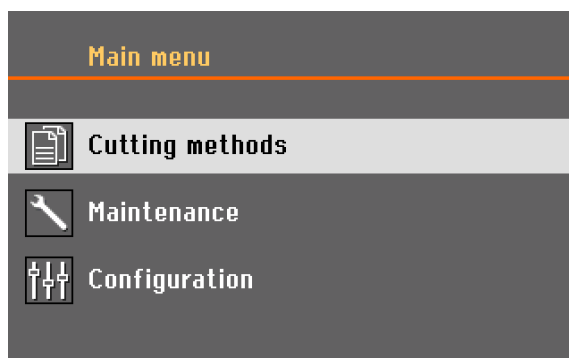 Main menu
Cutting methods
Maintenance
Configuration